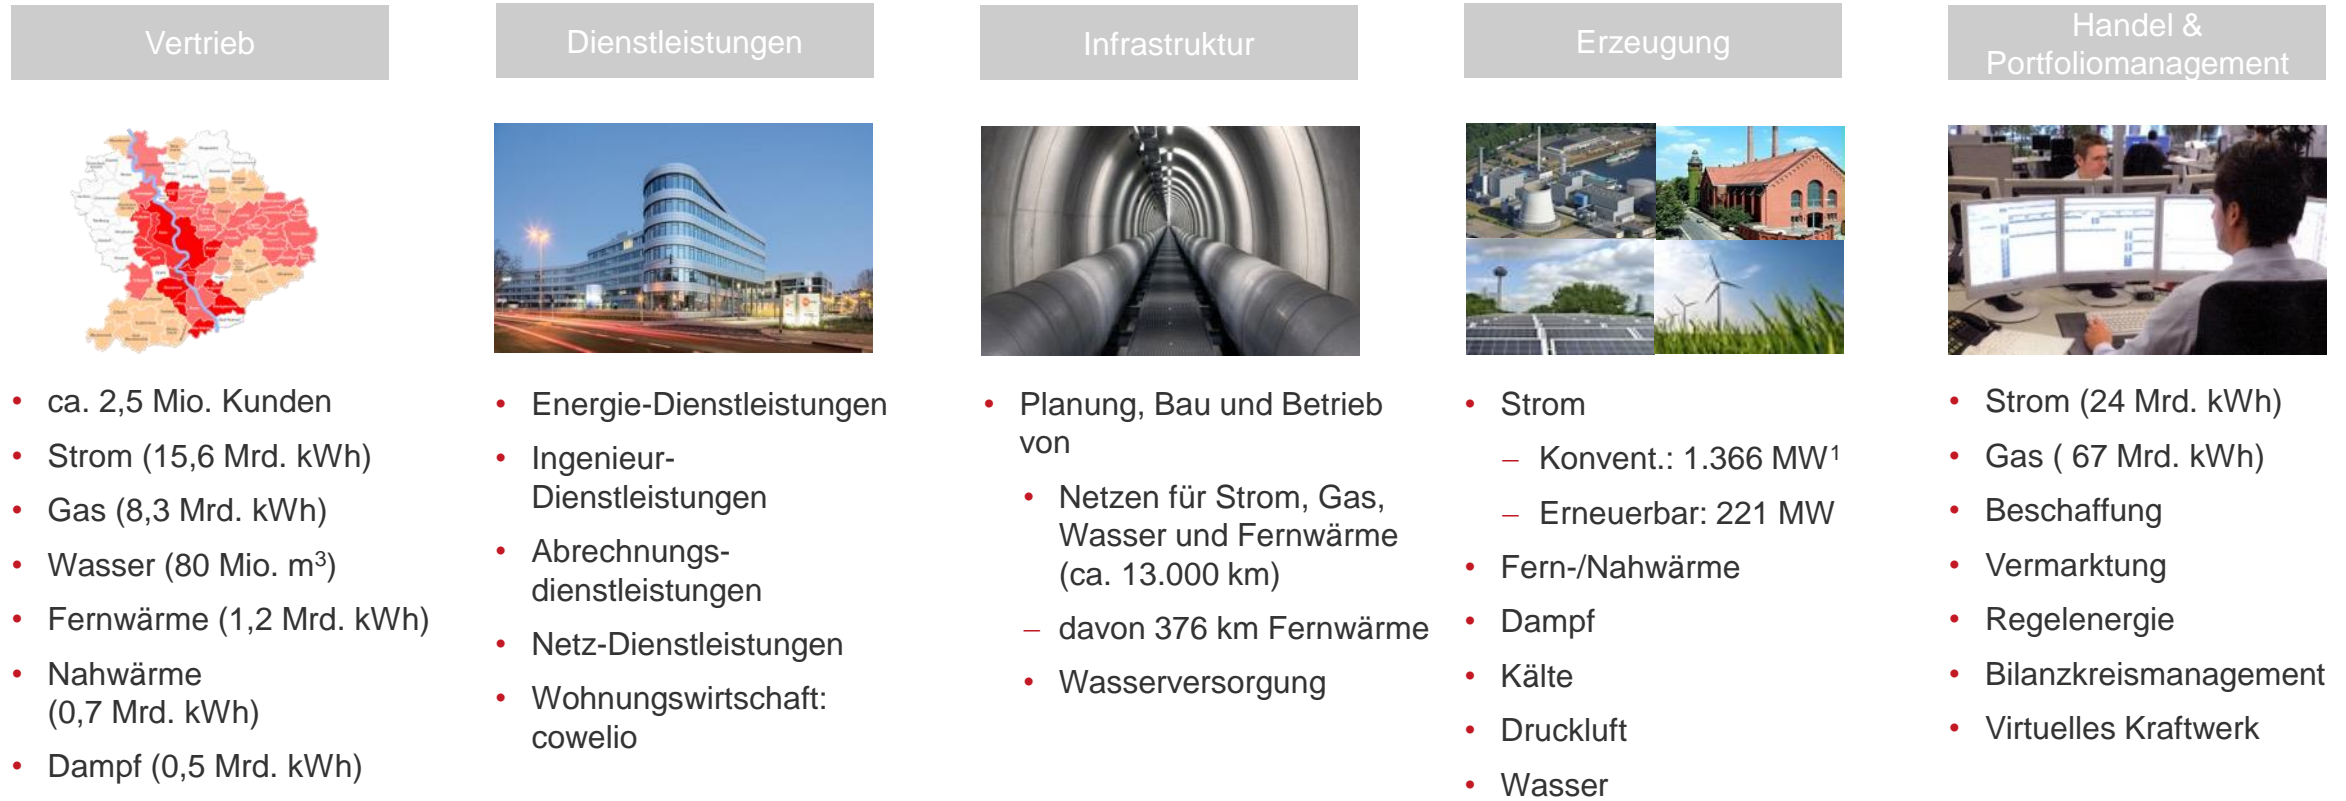 Vertrieb
• ca. 2,5 Mio. Kunden
• Strom (15,6 Mrd. kWh)
• Gas (8,3 Mrd. kWh)
• Wasser (80 Mio. m³)
• Fernwärme (1,2 Mrd. kWh)
• Nahwärme
(0,7 Mrd. kWh)
• Dampf (0,5 Mrd. kWh)
Dienstleistungen
• Energie-Dienstleistungen
• Ingenieur-
Dienstleistungen
• Abrechnungs-
dienstleistungen
• Netz-Dienstleistungen
• Wohnungswirtschaft:
cowelio
Infrastruktur
• Planung, Bau und Betrieb
von
• Netzen für Strom, Gas,
Wasser und Fernwärme
(ca. 13.000 km)
– davon 376 km Fernwärme
• Wasserversorgung
Erzeugung
• Strom
– Konvent.: 1.366 MW¹
– Erneuerbar: 221 MW
• Fern-/Nahwärme
• Dampf
• Kälte
• Druckluft
• Wasser
Handel &
Portfoliomanagement
• Strom (24 Mrd. kWh)
• Gas ( 67 Mrd. kWh)
• Beschaffung
• Vermarktung
• Regelenergie
• Bilanzkreismanagement
• Virtuelles Kraftwerk